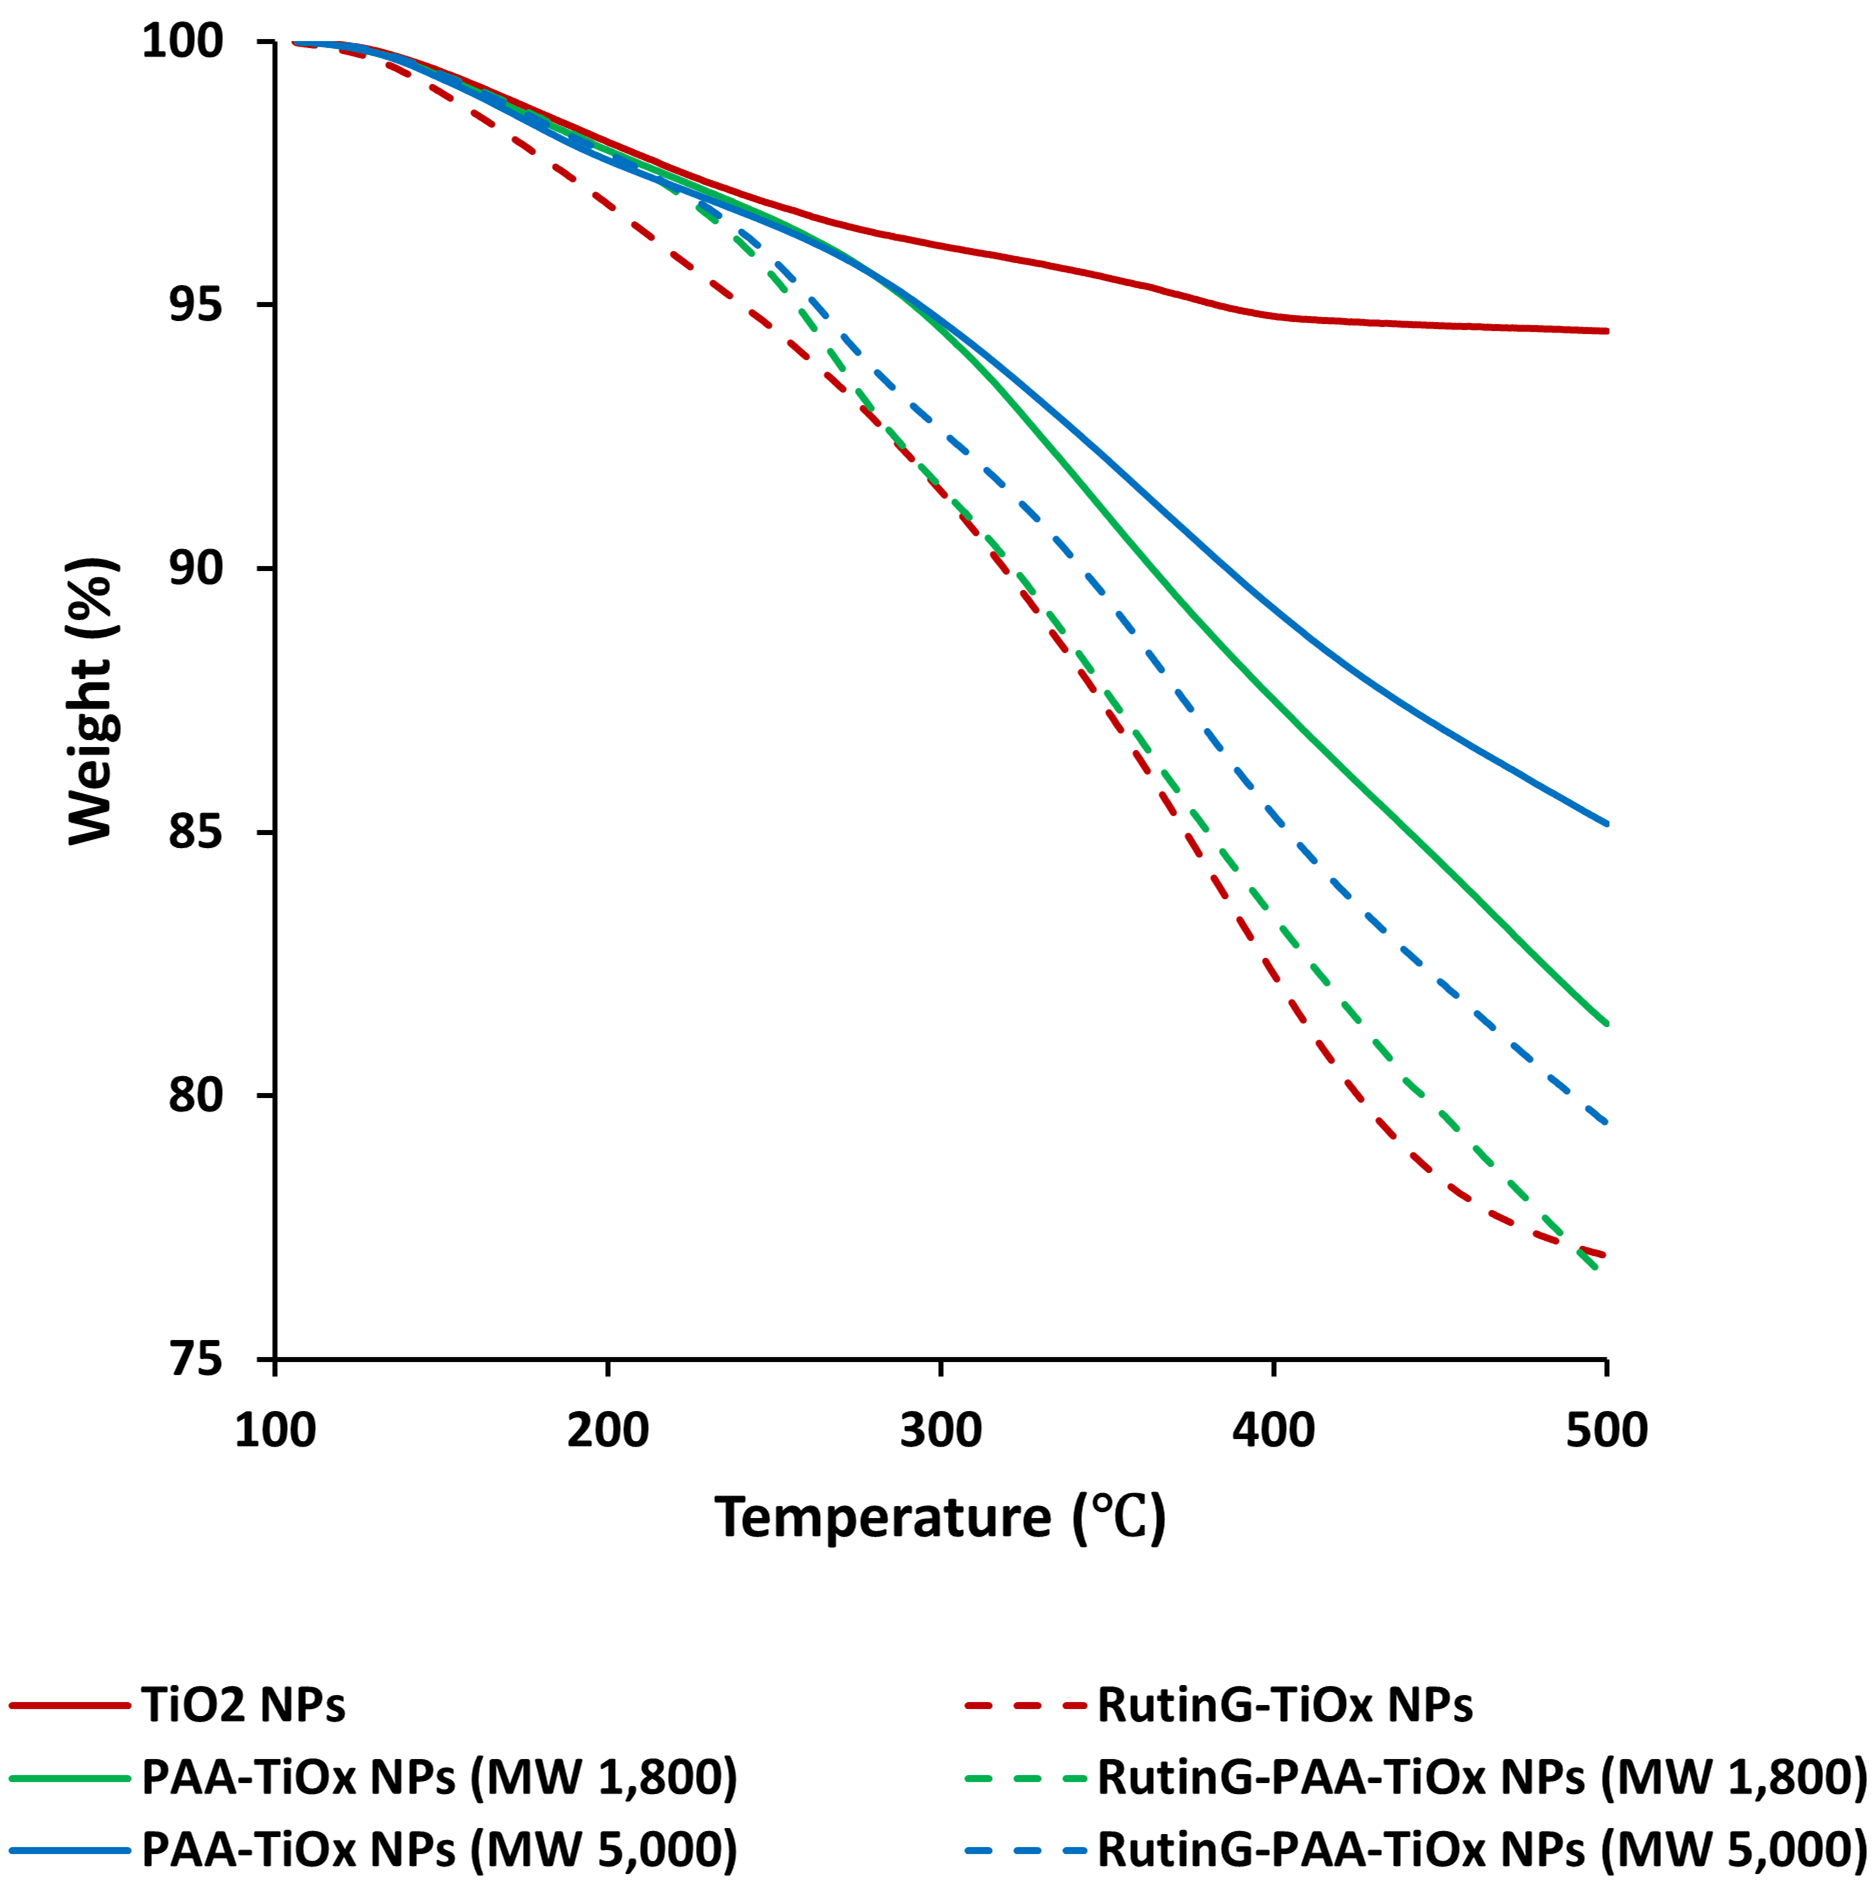 100
95
90
85
80
75
Weight (%)
100 200 300 400 500
Temperature (℃)
TiO2 NPs
RutinG-TiOx NPs
PAA-TiOx NPs (MW 1,800)
RutinG-PAA-TiOx NPs (MW 1,800)
PAA-TiOx NPs (MW 5,000)
RutinG-PAA-TiOx NPs (MW 5,000)